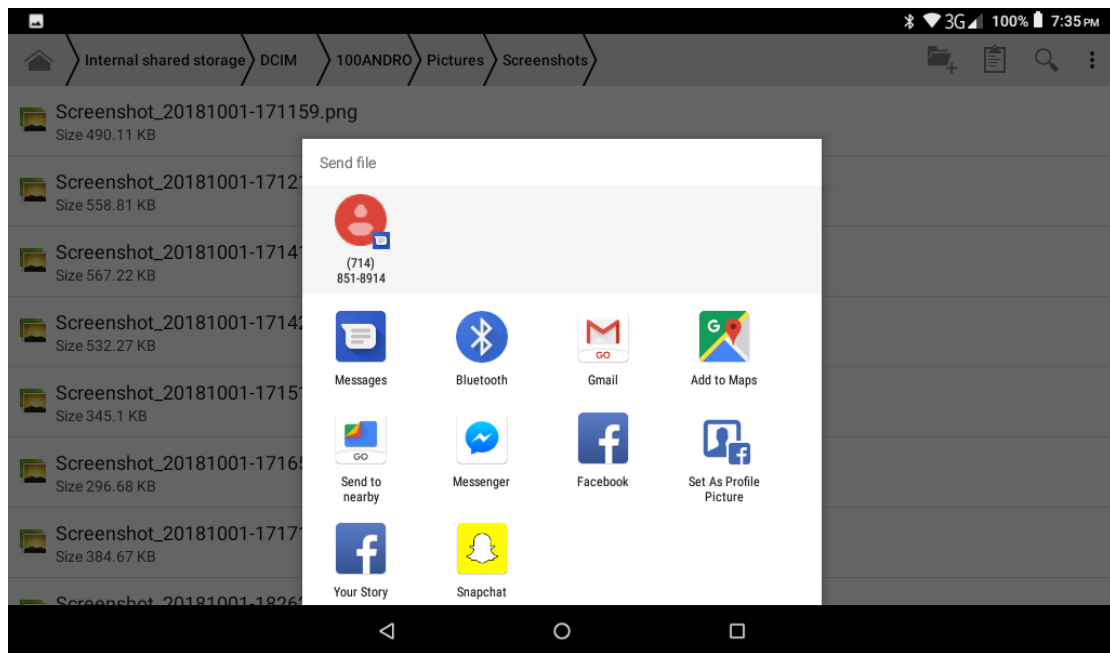 3G 100% 7:35 PM
Internal shared storage DCIM 100ANDRO Pictures Screenshots
Screenshot_20181001-171159.png
Size 490.11 KB
Screenshot_20181001-1712
Size 558.81 KB
Screenshot_20181001-1714
Size 567.22 KB
Screenshot_20181001-1714
Size 532.27 KB
Screenshot_20181001-1715
Size 345.1 KB
Screenshot_20181001-1716
Size 296.68 KB
Screenshot_20181001-1717
Size 384.67 KB
Screenshot_20181001-1826
Send file
(714)
851-8914
Messages Bluetooth Gmail Add to Maps
GO
G
GO
Send to
nearby
Messenger Facebook
Set As Profile
Picture
Your Story Snapchat